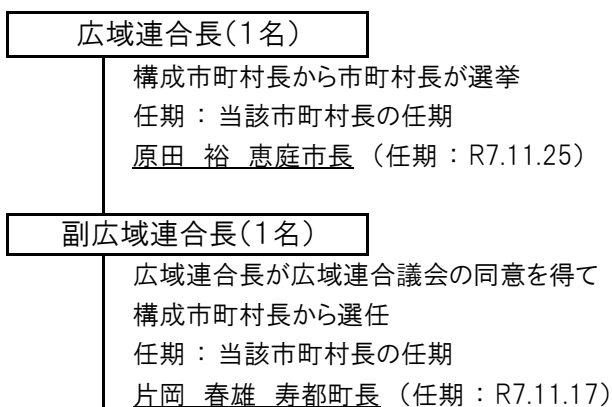 広域連合長(1名)
構成市町村長から市町村長が選挙
任期 : 当該市町村長の任期
原田　裕　恵庭市長　(任期 : R7.11.25)
副広域連合長(1名)
広域連合長が広域連合議会の同意を得て
構成市町村長から選任
任期 : 当該市町村長の任期
片岡　春雄　寿都町長　(任期 : R7.11.17)